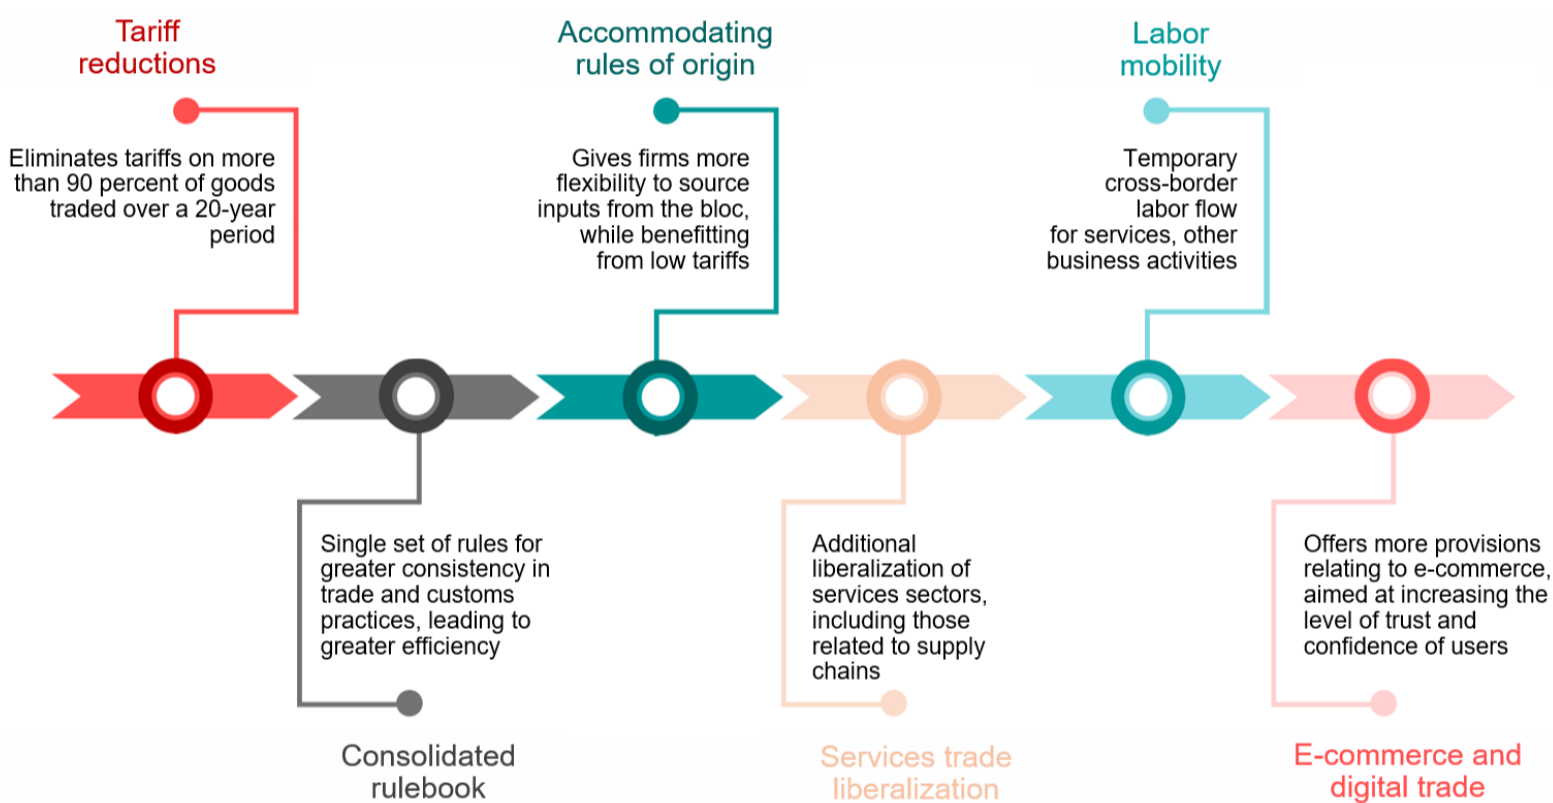 Tariff
reductions
Eliminates tariffs on more
than 90 percent of goods
traded over a 20-year
period
Single set of rules for
greater consistency in
trade and customs
practices, leading to
greater efficiency
Consolidated
rulebook
Accommodating
rules of origin
Gives firms more
flexibility to source
inputs from the bloc,
while benefitting
from low tariffs
Additional
liberalization of
services sectors,
including those
related to supply
chains
Services trade
liberalization
Labor
mobility
Temporary
cross-border
labor flow
for services, other
business activities
Offers more provisions
relating to e-commerce,
aimed at increasing the
level of trust and
confidence of users
E-commerce and
digital trade